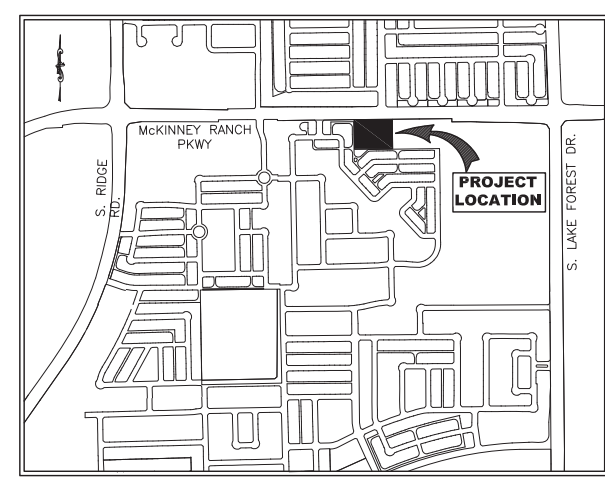 McKINNEY RANCH
PKWY
S. RIDGE
RD.
PROJECT
LOCATION
S. LAKE FOREST DR.